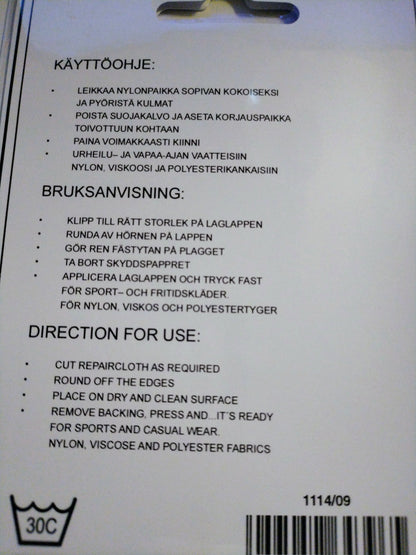 KÄYTTÖOHJE:
• LEIKKAA NYLONPAIKKA SOPIVAN KOKOISEKSI
JA PYÖRISTÄ KULMAT
• POISTA SUOJAKALVO JA ASETA KORJAUSPAIKKA
TOIVOTTUUN KOHTAAN
• PAINA VOIMAKKAASTI KIINNI
• URHEILU– JA VAPAA-AJAN VAATTEISIIN
NYLON, VISKOOSI JA POLYESTERIKANKAISIIN
BRUKSANVISNING:
• KLIPP TILL RÄTT STORLEK PÅ LAGLAPPEN
• RUNDA AV HÖRNEN PÅ LAPPEN
• GÖR REN FÄSTYTAN PÅ PLAGGET
• TA BORT SKYDDSPAPPRET
• APPLICERA LAGLAPPEN OCH TRYCK FAST
FÖR SPORT– OCH FRITIDSKLÄDER.
FÖR NYLON, VISKOS OCH POLYESTERTYGER
DIRECTION FOR USE:
• CUT REPAIRCLOTH AS REQUIRED
• ROUND OFF THE EDGES
• PLACE ON DRY AND CLEAN SURFACE
• REMOVE BACKING, PRESS AND...IT´S READY
FOR SPORTS AND CASUAL WEAR.
NYLON, VISCOSE AND POLYESTER FABRICS
30C
1114/09